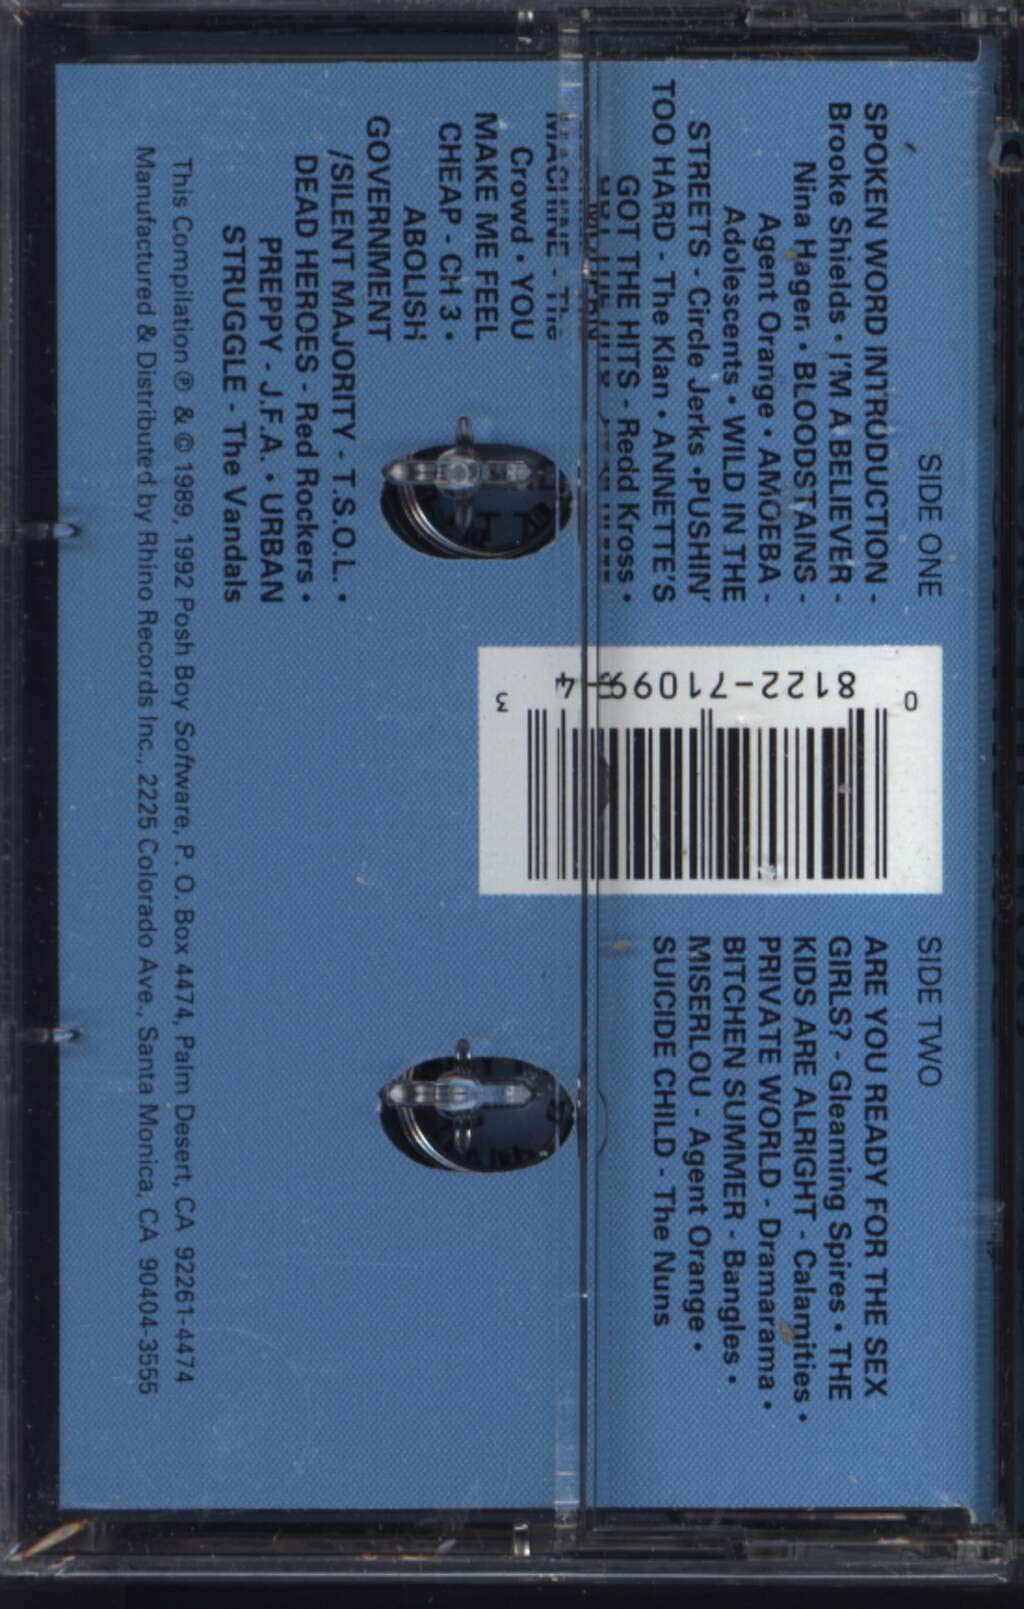 SIDE ONE
SPOKEN WORD INTRODUCTION -
Brooke Shields • I'M A BELIEVER -
Nina Hagen • BLOODSTAINS -
Agent Orange • AMOEBA -
Adolescents • WILD IN THE
STREETS - Circle Jerks •PUSHIN'
TOO HARD - The Klan • ANNETTE'S
GOT THE HITS - Redd Kross •
MACHINE - The
Crowd • YOU
MAKE ME FEEL
CHEAP - CH 3 •
ABOLISH
GOVERNMENT
/SILENT MAJORITY - T.S.O.L. •
DEAD HEROES - Red Rockers •
PREPPY - J.F.A. • URBAN
STRUGGLE - The Vandals
0 8122-71099-4 3
SIDE TWO
ARE YOU READY FOR THE SEX
GIRLS? - Gleaming Spires • THE
KIDS ARE ALRIGHT - Calamities •
PRIVATE WORLD - Dramarama •
BITCHEN SUMMER - Bangles •
MISERLOU - Agent Orange •
SUICIDE CHILD - The Nuns
This Compilation ℗ & © 1989, 1992 Posh Boy Software, P. O. Box 4474, Palm Desert, CA 92261-4474
Manufactured & Distributed by Rhino Records Inc., 2225 Colorado Ave., Santa Monica, CA 90404-3555